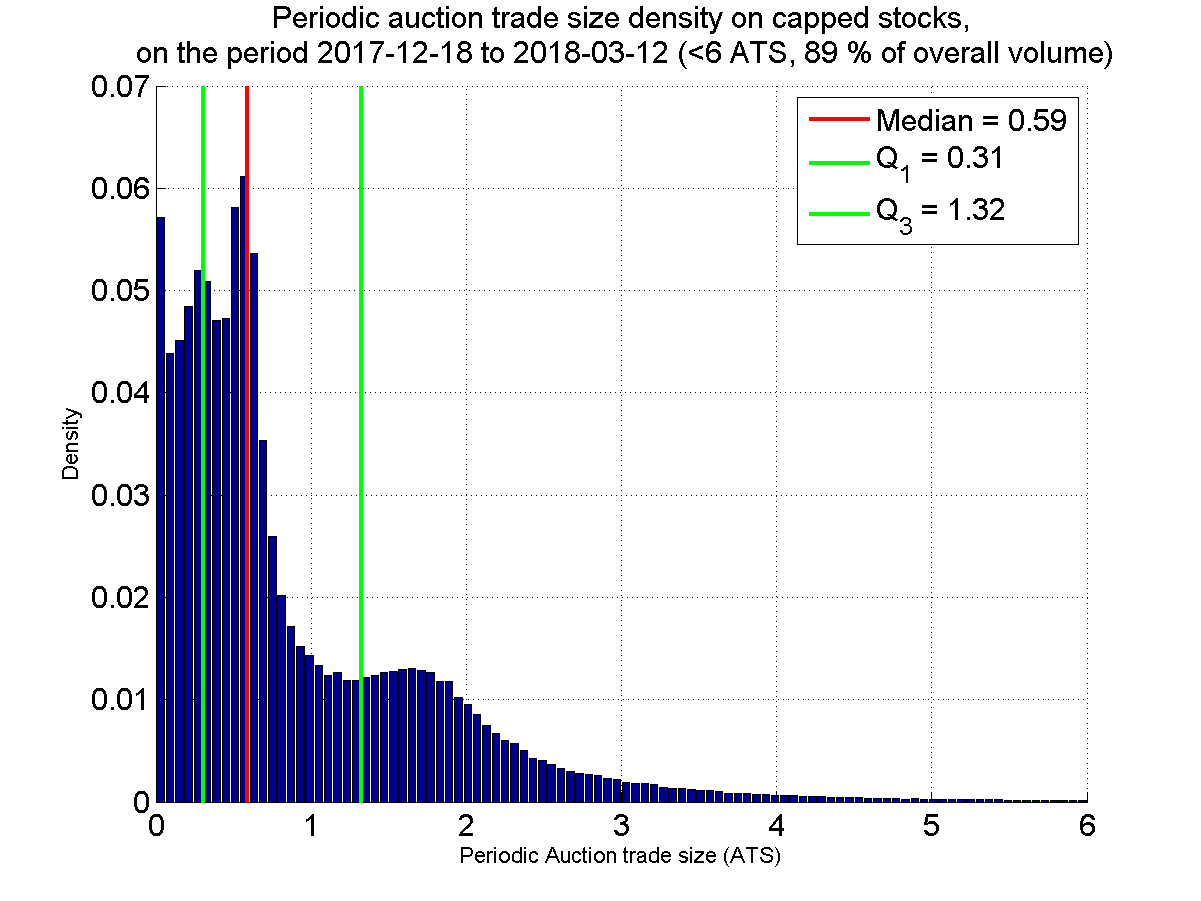 Periodic auction trade size density on capped stocks,
on the period 2017-12-18 to 2018-03-12 (<6 ATS, 89 % of overall volume)
Median = 0.59
Q1 = 0.31
Q3 = 1.32
0.07
0.06
0.05
0.04
0.03
0.02
0.01
0
Density
0 1 2 3 4 5 6
Periodic Auction trade size (ATS)